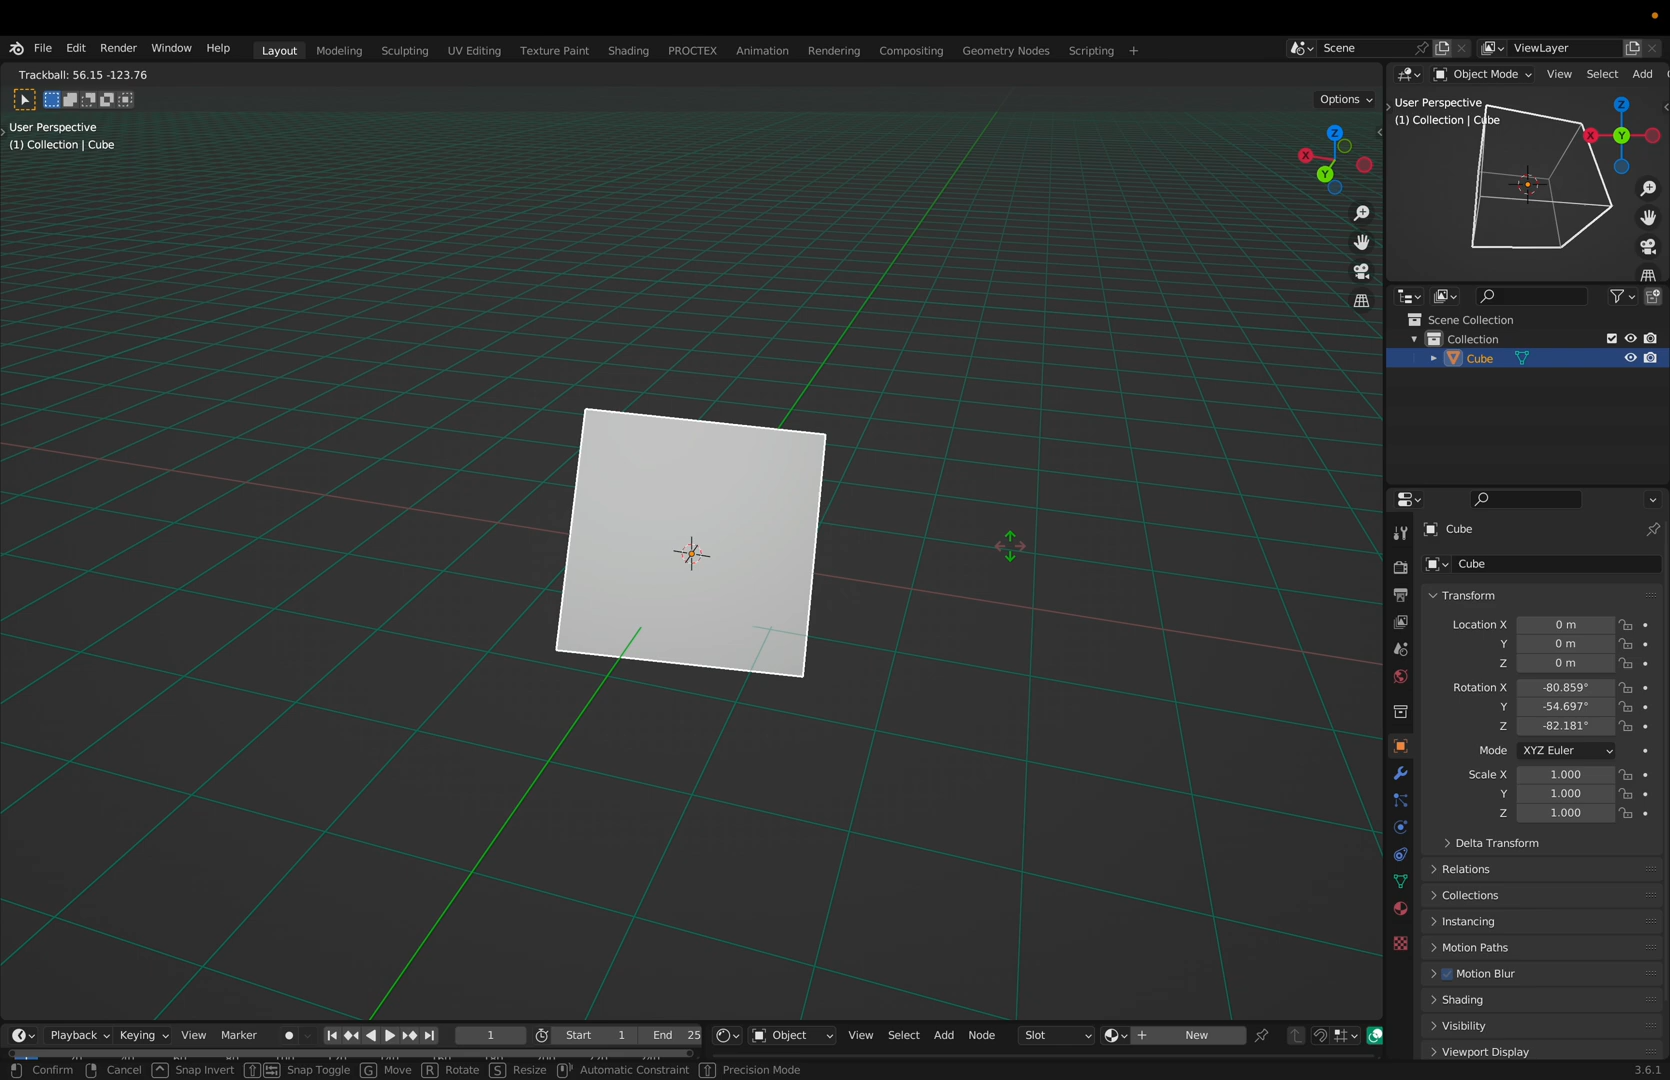 File Edit Render Window Help Layout Modeling Sculpting UV Editing Texture Paint Shading PROCTEX Animation Rendering Compositing Geometry Nodes Scripting + Scene ViewLayer
Trackball: 56.15 -123.76
Object Mode View Select Add
Options
User Perspective
(1) Collection | Cube
Z
X
Y
User Perspective
(1) Collection | Cube
Z
X
Y
Scene Collection
Collection
Cube
Cube
Cube
Transform
Location X 0 m
Y 0 m
Z 0 m
Rotation X -80.859°
Y -54.697°
Z -82.181°
Mode XYZ Euler
Scale X 1.000
Y 1.000
Z 1.000
Delta Transform
Relations
Collections
Instancing
Motion Paths
Motion Blur
Shading
Visibility
Viewport Display
Playback Keying View Marker 1 Start 1 End 25 Object View Select Add Node Slot + New
Confirm Cancel Snap Invert Snap Toggle G Move R Rotate S Resize Automatic Constraint Precision Mode 3.6.1